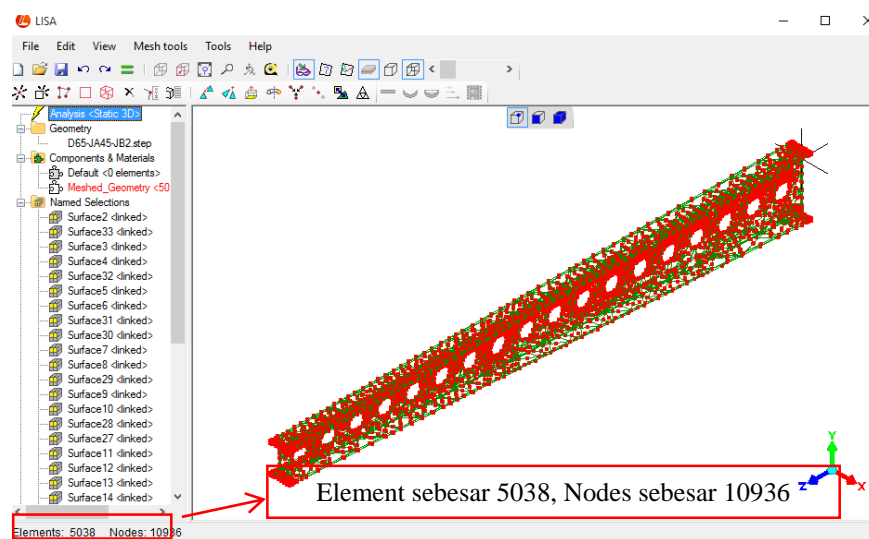 LISA
File Edit View Mesh tools Tools Help
Analysis <Static 3D>
Geometry
D65-JA45-JB2.step
Components & Materials
Default <0 elements>
Meshed_Geometry <50
Named Selections
Surface2 <linked>
Surface33 <linked>
Surface3 <linked>
Surface4 <linked>
Surface32 <linked>
Surface5 <linked>
Surface6 <linked>
Surface31 <linked>
Surface30 <linked>
Surface7 <linked>
Surface8 <linked>
Surface29 <linked>
Surface9 <linked>
Surface10 <linked>
Surface28 <linked>
Surface27 <linked>
Surface11 <linked>
Surface12 <linked>
Surface13 <linked>
Surface14 <linked>
Y
Z
X
Element sebesar 5038, Nodes sebesar 10936
Elements: 5038 Nodes: 10936